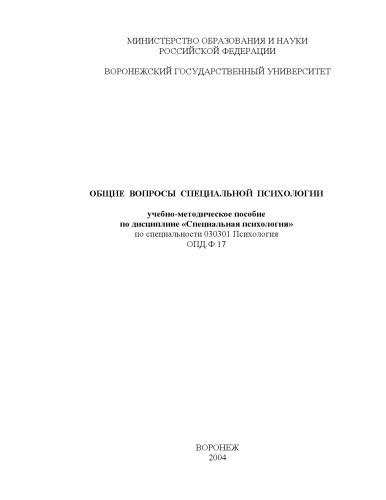 МИНИСТЕРСТВО ОБРАЗОВАНИЯ И НАУКИ
РОССИЙСКОЙ ФЕДЕРАЦИИ
ВОРОНЕЖСКИЙ ГОСУДАРСТВЕННЫЙ УНИВЕРСИТЕТ
ОБЩИЕ ВОПРОСЫ СПЕЦИАЛЬНОЙ ПСИХОЛОГИИ
учебно-методическое пособие
по дисциплине «Специальная психология»
по специальности 030301 Психология
ОПД.Ф.17
ВОРОНЕЖ
2004